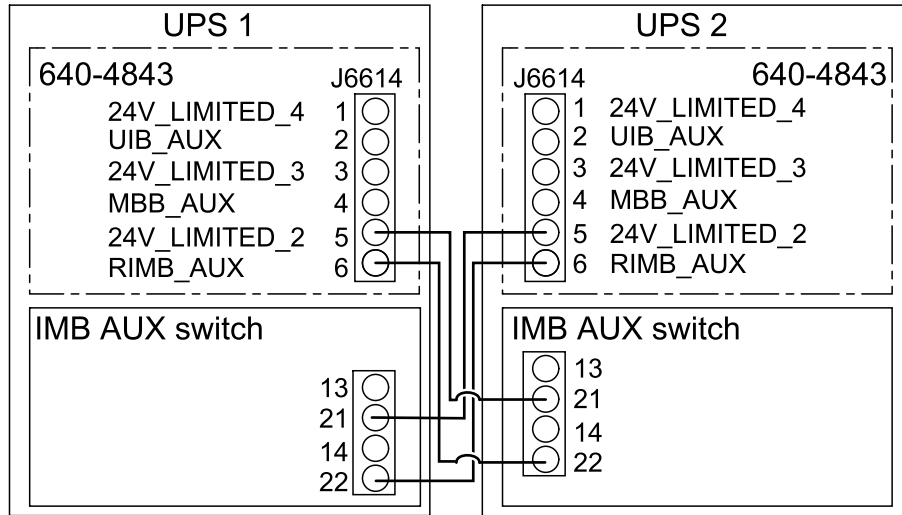 UPS 1
640-4843
J6614
24V_LIMITED_4 1
UIB_AUX 2
24V_LIMITED_3 3
MBB_AUX 4
24V_LIMITED_2 5
RIMB_AUX 6
IMB AUX switch
13
21
14
22
UPS 2
J6614
640-4843
1 24V_LIMITED_4
2 UIB_AUX
3 24V_LIMITED_3
4 MBB_AUX
5 24V_LIMITED_2
6 RIMB_AUX
IMB AUX switch
13
21
14
22